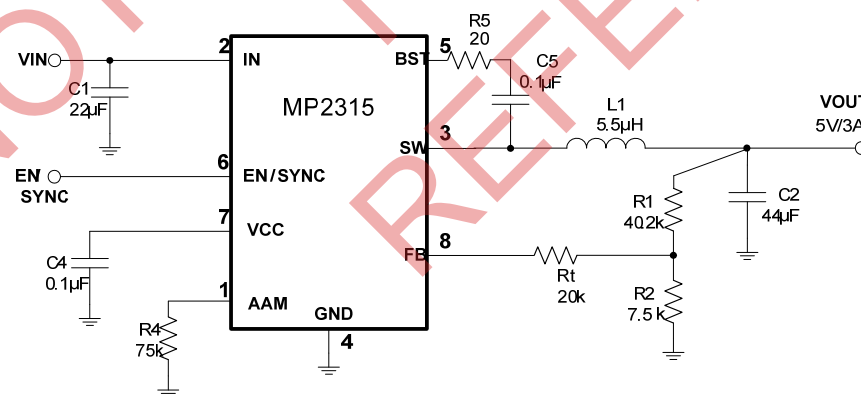 NOT
REFE
VIN
C1
22µF
2
IN
MP2315
BST
5
R5
20
C5
0.1µF
SW
3
L1
5.5µH
VOUT
5V/3A
EN/
SYNC
6
EN/SYNC
7
VCC
C4
0.1µF
1
AAM
R4
75k
GND
4
FB
8
Rt
20k
R1
40.2k
R2
7.5k
C2
44µF